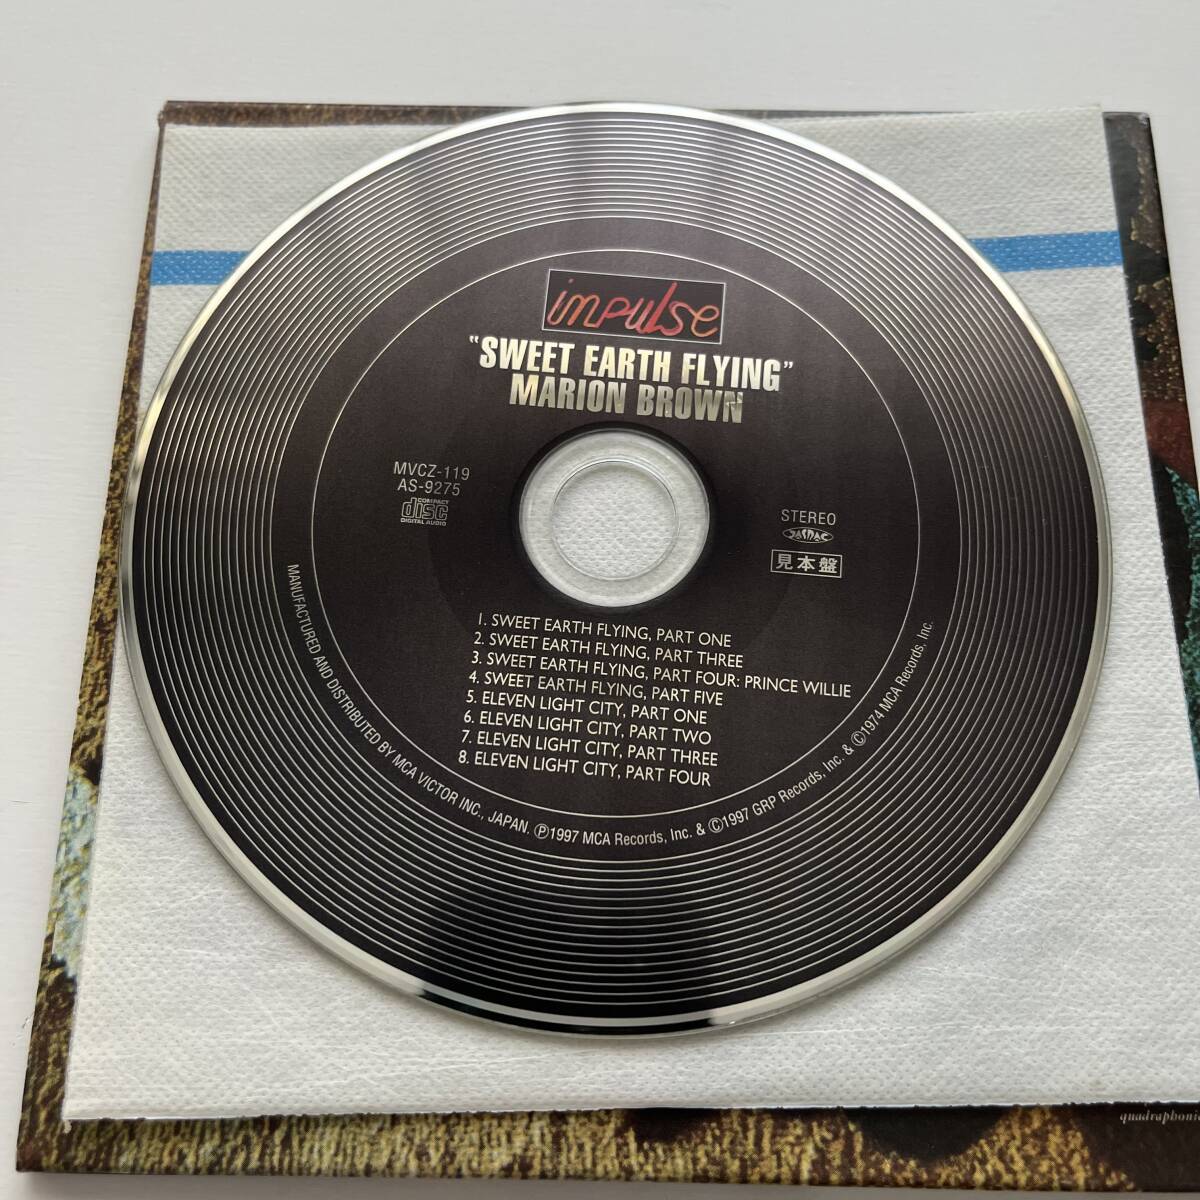 impulse
"SWEET EARTH FLYING"
MARION BROWN
MVCZ-119
AS-9275
COMPACT
disc
DIGITAL AUDIO
STEREO
JASRAC
見本盤
1. SWEET EARTH FLYING, PART ONE
2. SWEET EARTH FLYING, PART THREE
3. SWEET EARTH FLYING, PART FOUR: PRINCE WILLIE
4. SWEET EARTH FLYING, PART FIVE
5. ELEVEN LIGHT CITY, PART ONE
6. ELEVEN LIGHT CITY, PART TWO
7. ELEVEN LIGHT CITY, PART THREE
8. ELEVEN LIGHT CITY, PART FOUR
MANUFACTURED AND DISTRIBUTED BY MCA VICTOR INC., JAPAN. Ⓟ1997 MCA Records, Inc. & Ⓒ1997 GRP Records, Inc. & Ⓒ1974 MCA Records, Inc.
quadraphonic